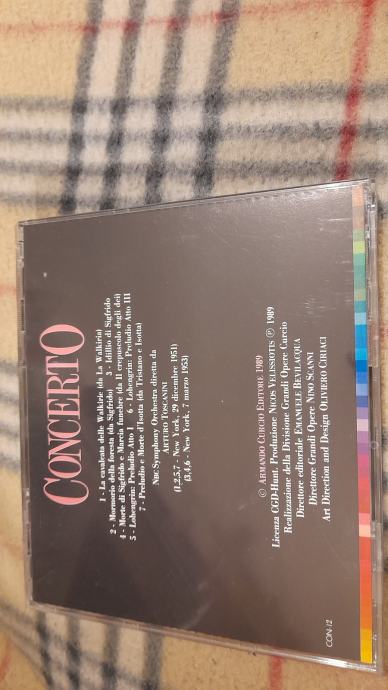 CONCERTO
1 - La cavalcata delle Walkirie (da La Walkiria)
2 - Mormorio della foresta (da Sigfrido) 3 - Idillio di Sigfrido
4 - Morte di Sigfrido e Marcia funebre (da Il crepuscolo degli dei)
5 - Lohengrin: Preludio Atto I 6 - Lohengrin: Preludio Atto III
7 - Preludio e Morte d'Isotta (da Tristano e Isotta)
NBC Symphony Orchestra diretta da
ARTURO TOSCANINI
(1,2,5,7 - New York, 29 dicembre 1951)
(3,4,6 - New York, 7 marzo 1953)
© ARMANDO CURCIO EDITORE 1989
Licenza CGD-Hunt. Produzione NICOS VELISSIOTIS ℗ 1989
Realizzazione della Divisione Grandi Opere Curcio
Direttore editoriale EMANUELE BEVILACQUA
Direttore Grandi Opere NINO SCANNI
Art Direction and Design OLIVIERO CIRIACI
CON-12